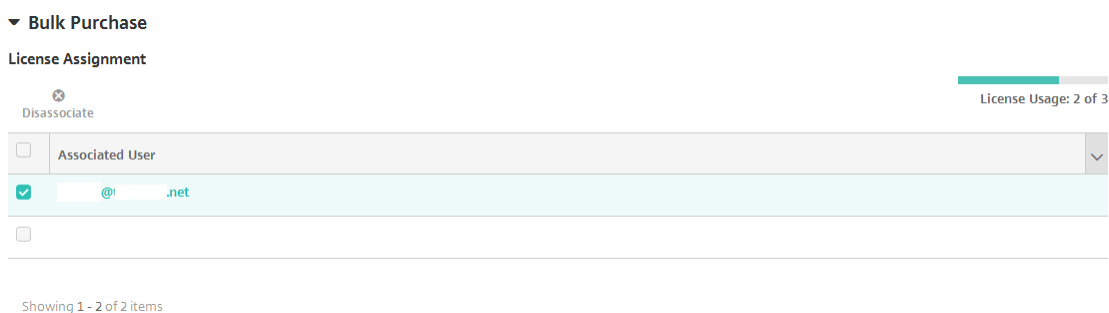 Bulk Purchase
License Assignment
Disassociate
License Usage: 2 of 3
Associated User
@ .net
Showing 1 - 2 of 2 items